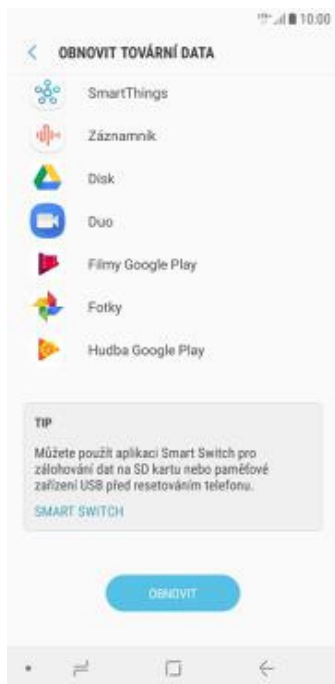 10:00
OBNOVIT TOVÁRNÍ DATA
SmartThings
Záznamník
Disk
Duo
Filmy Google Play
Fotky
Hudba Google Play
TIP
Můžete použít aplikaci Smart Switch pro
zálohování dat na SD kartu nebo paměťové
zařízení USB před resetováním telefonu.
SMART SWITCH
OBNOVIT